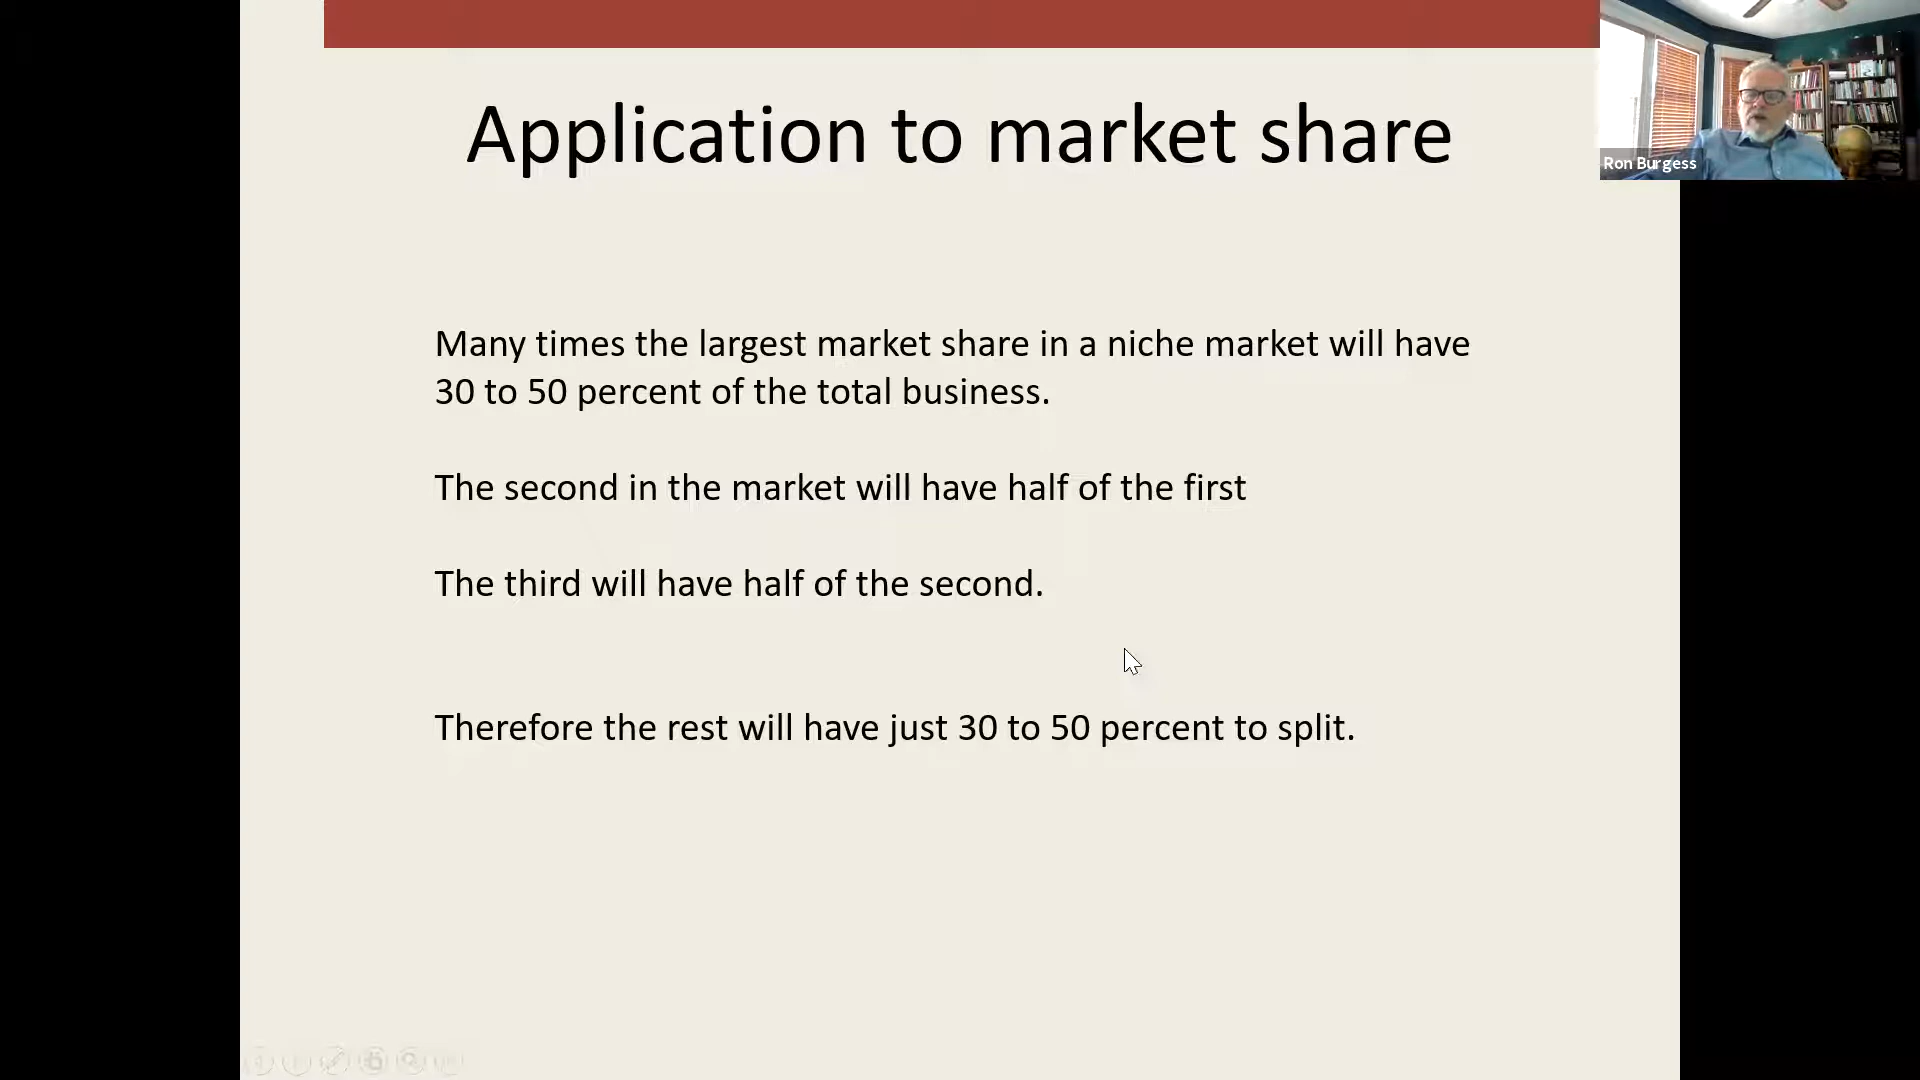 Application to market share
Ron Burgess
Many times the largest market share in a niche market will have
30 to 50 percent of the total business.
The second in the market will have half of the first
The third will have half of the second.
Therefore the rest will have just 30 to 50 percent to split.